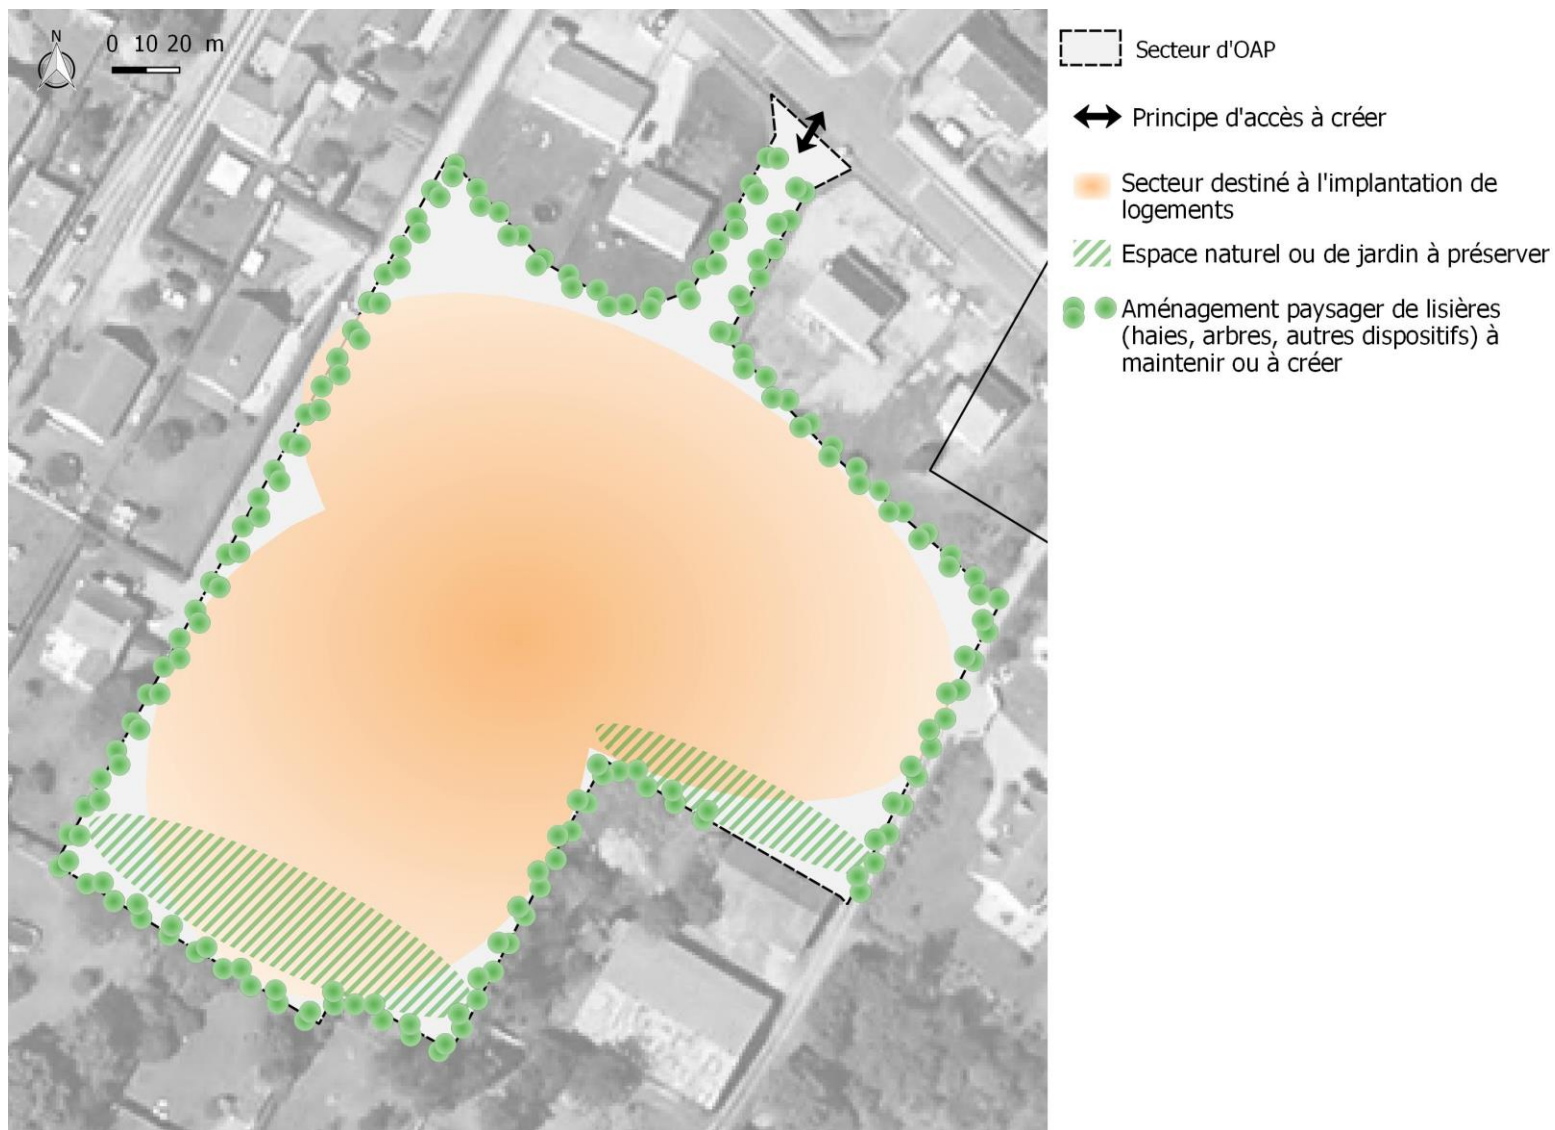 N
0 10 20 m
Secteur d'OAP
Principe d'accès à créer
Secteur destiné à l'implantation de
logements
Espace naturel ou de jardin à préserver
Aménagement paysager de lisières
(haies, arbres, autres dispositifs) à
maintenir ou à créer